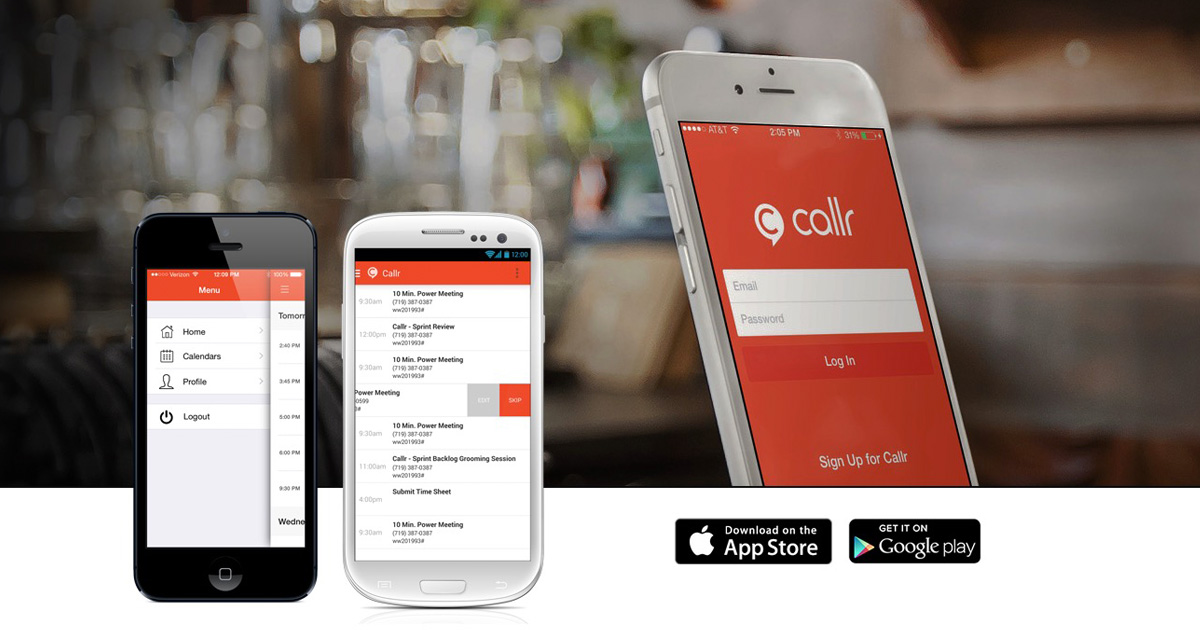 AT&T 2:05 PM 31%
callr
Email
Password
Log In
Sign Up for Callr
Verizon 12:09 PM 100%
Menu
Home
Calendars
Profile
Logout
Tomorr
2:40 PM
3:45 PM
5:00 PM
6:00 PM
9:30 PM
Wedne
12:00
Callr
10 Min. Power Meeting
9:30am (719) 387-0387
ww201993#
Callr - Sprint Review
12:00pm (719) 387-0387
ww201993#
10 Min. Power Meeting
9:30am (719) 387-0387
ww201993#
Power Meeting
0599 EDIT SKIP
3#
10 Min. Power Meeting
9:30am (719) 387-0387
ww201993#
Callr - Sprint Backlog Grooming Session
11:00am (719) 387-0387
ww201993#
Submit Time Sheet
4:00pm
10 Min. Power Meeting
9:30am (719) 387-0387
ww201993#
Download on the
App Store
GET IT ON
Google play